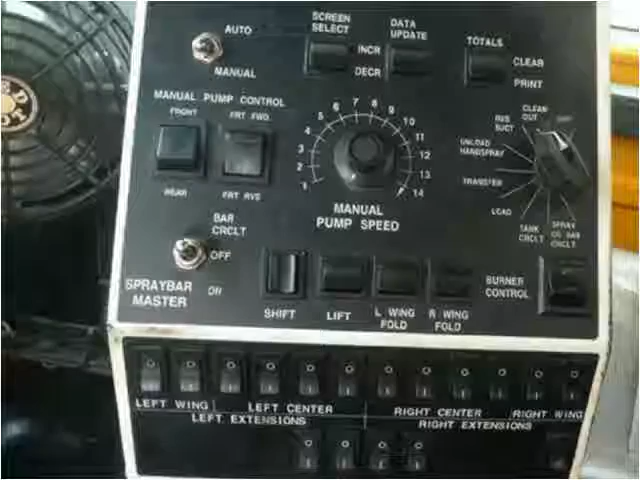 AUTO
MANUAL
SCREEN
SELECT
INCR
DECR
DATA
UPDATE
TOTALS
CLEAR
PRINT
MANUAL PUMP CONTROL
FRONT
REAR
FRT FWD
FRT RVS
1 2 3 4 5 6 7 8 9 10 11 12 13 14
MANUAL
PUMP SPEED
CLEAN
OUT
SUCT
UNLOAD
HANDSPRAY
TRANSFER
LOAD
TANK
CRCLT
SPRAY
OR BAR
CRCLT
BAR
CRCLT
OFF
ON
SPRAYBAR
MASTER
SHIFT
LIFT
L WING
FOLD
R WING
FOLD
BURNER
CONTROL
LEFT WING
LEFT CENTER
RIGHT CENTER
RIGHT WING
LEFT EXTENSIONS
RIGHT EXTENSIONS